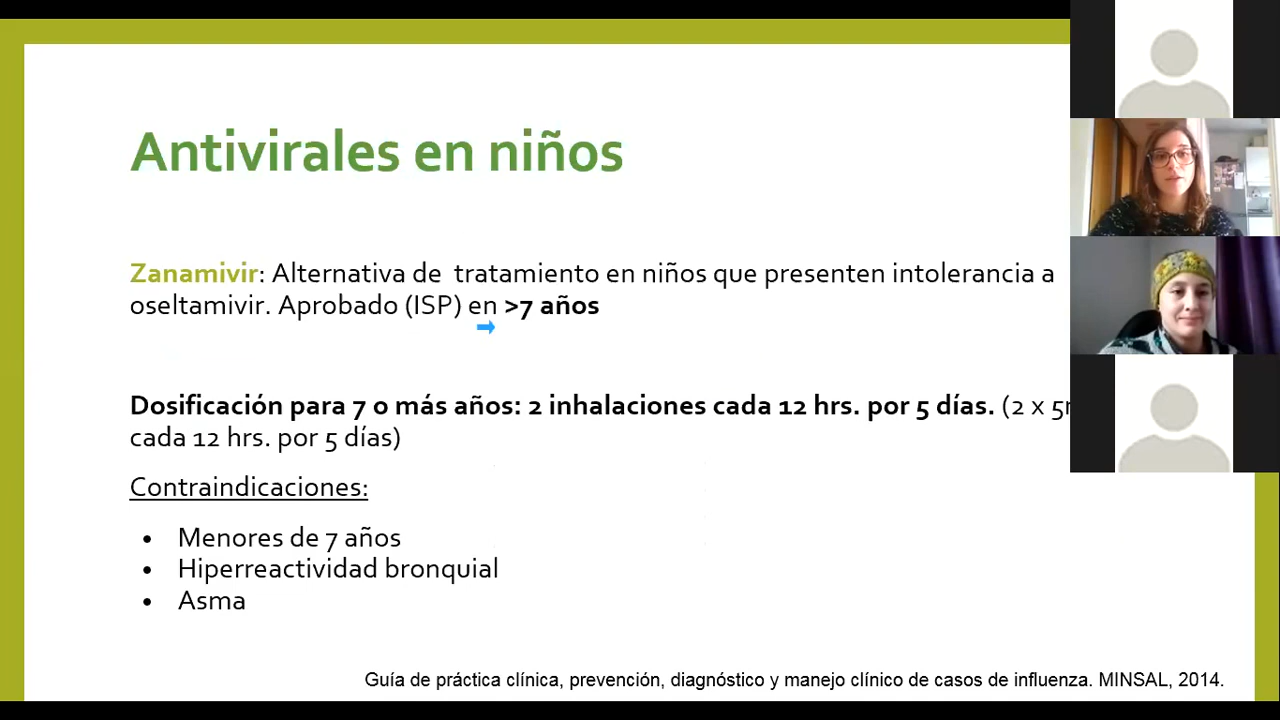 Antivirales en niños
Zanamivir: Alternativa de tratamiento en niños que presenten intolerancia a
oseltamivir. Aprobado (ISP) en >7 años
Dosificación para 7 o más años: 2 inhalaciones cada 12 hrs. por 5 días. (2 x
cada 12 hrs. por 5 días)
Contraindicaciones:
• Menores de 7 años
• Hiperreactividad bronquial
• Asma
Guía de práctica clínica, prevención, diagnóstico y manejo clínico de casos de influenza. MINSAL, 2014.